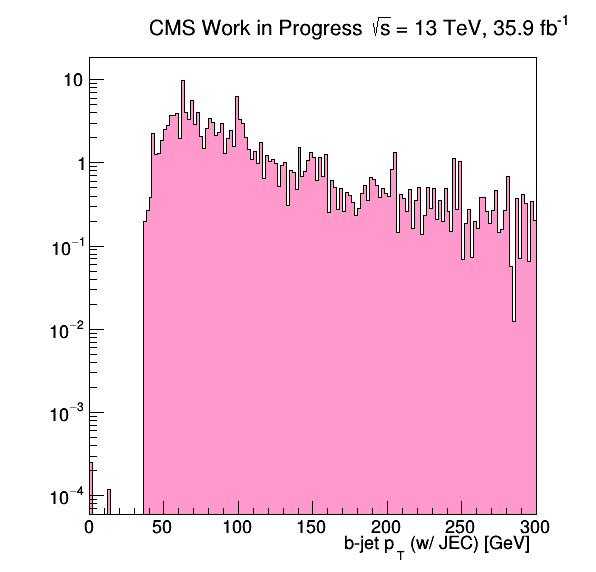 CMS Work in Progress √s = 13 TeV, 35.9 fb⁻¹
10
1
10⁻¹
10⁻²
10⁻³
10⁻⁴
0 50 100 150 200 250 300
b-jet p_T (w/ JEC) [GeV]